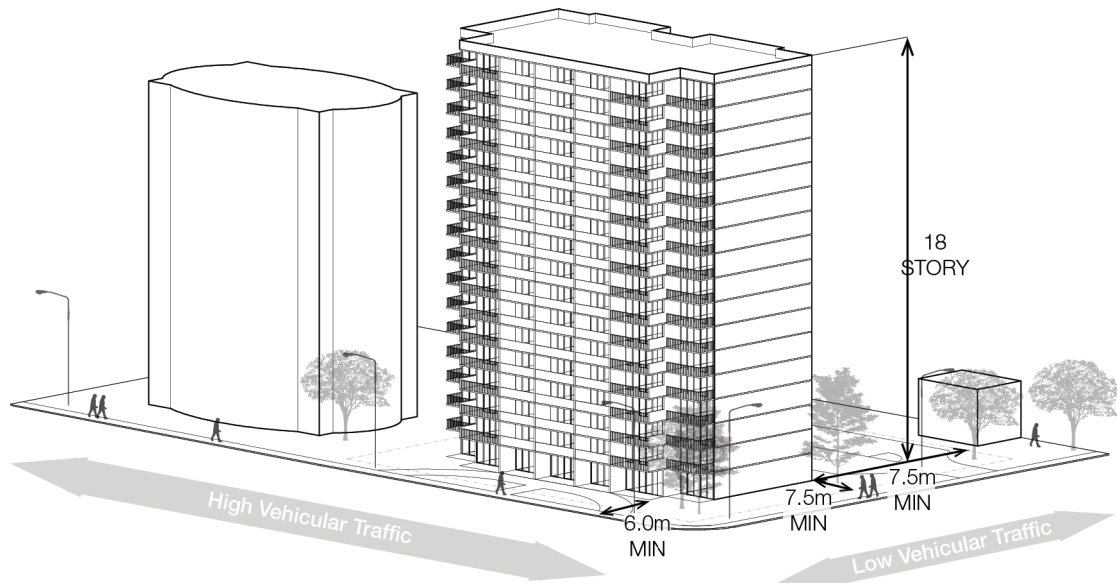 18
STORY
7.5m
MIN
7.5m
MIN
6.0m
MIN
High Vehicular Traffic
Low Vehicular Traffic